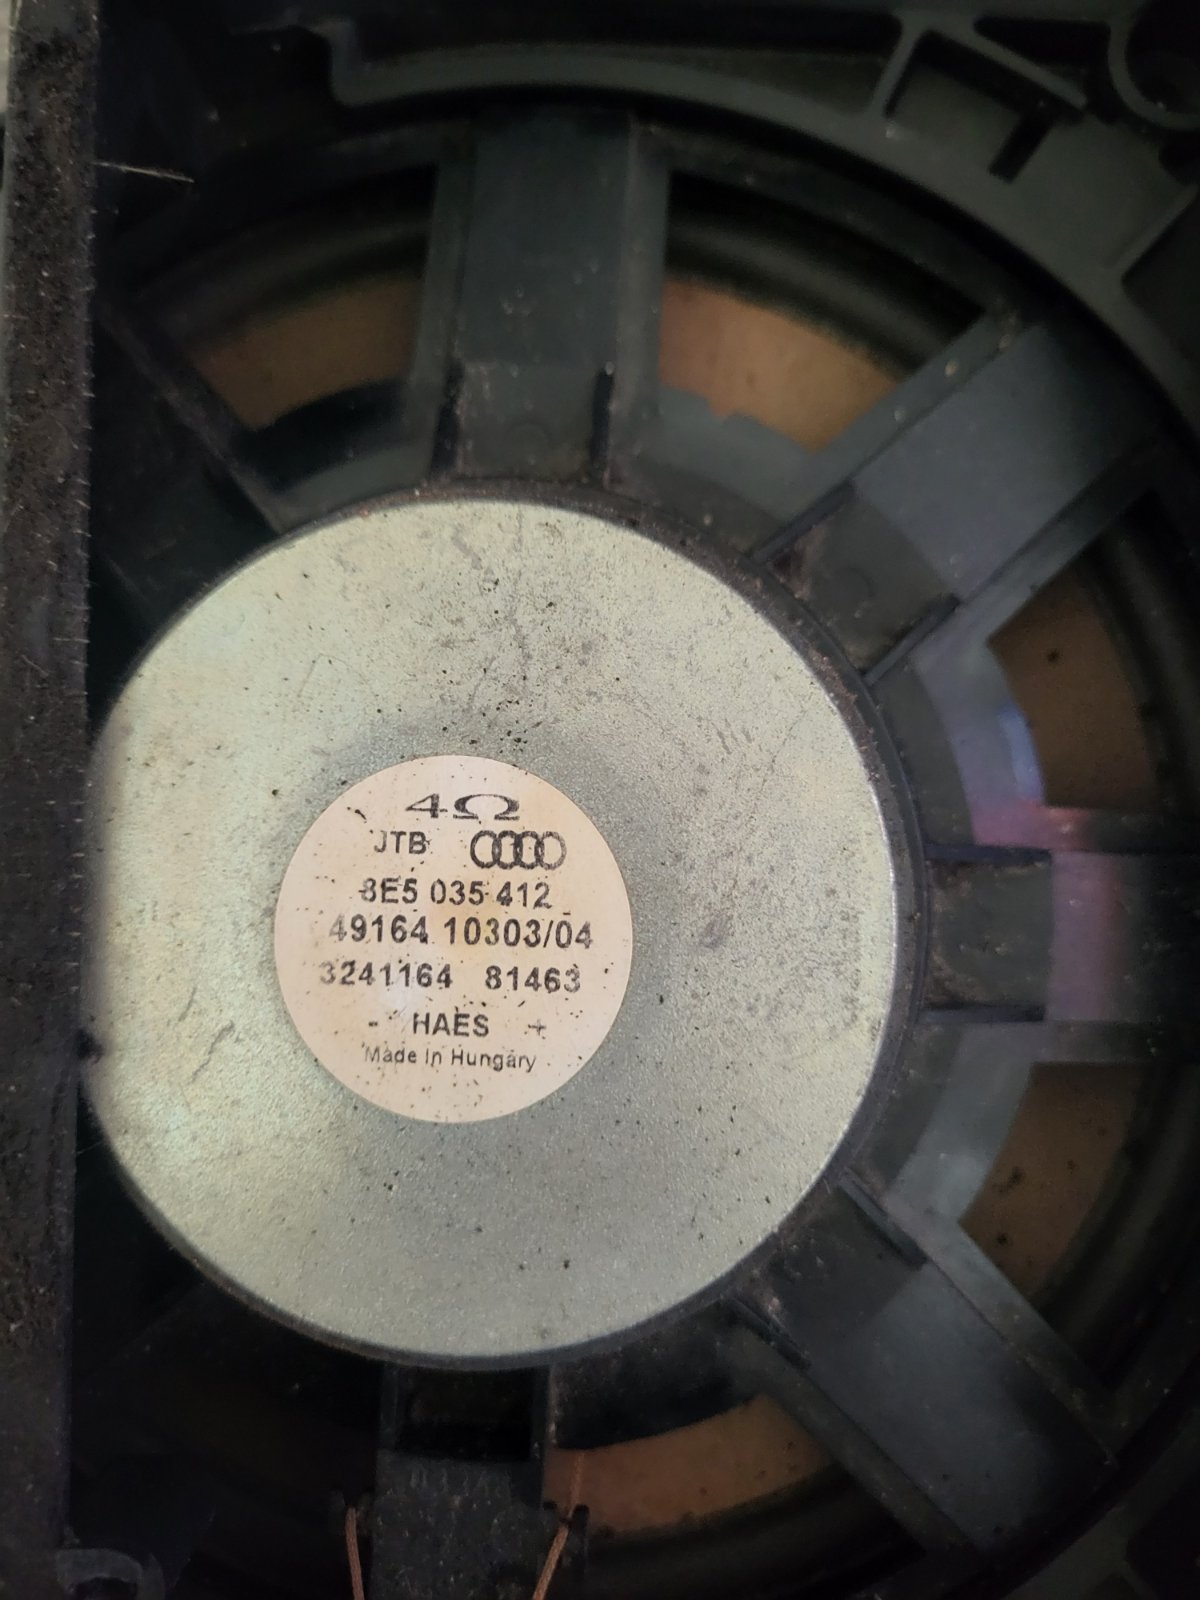 4Ω
JTB
8E5 035 412
49164 10303/04
3241164 81463
- HAES +
Made In Hungary